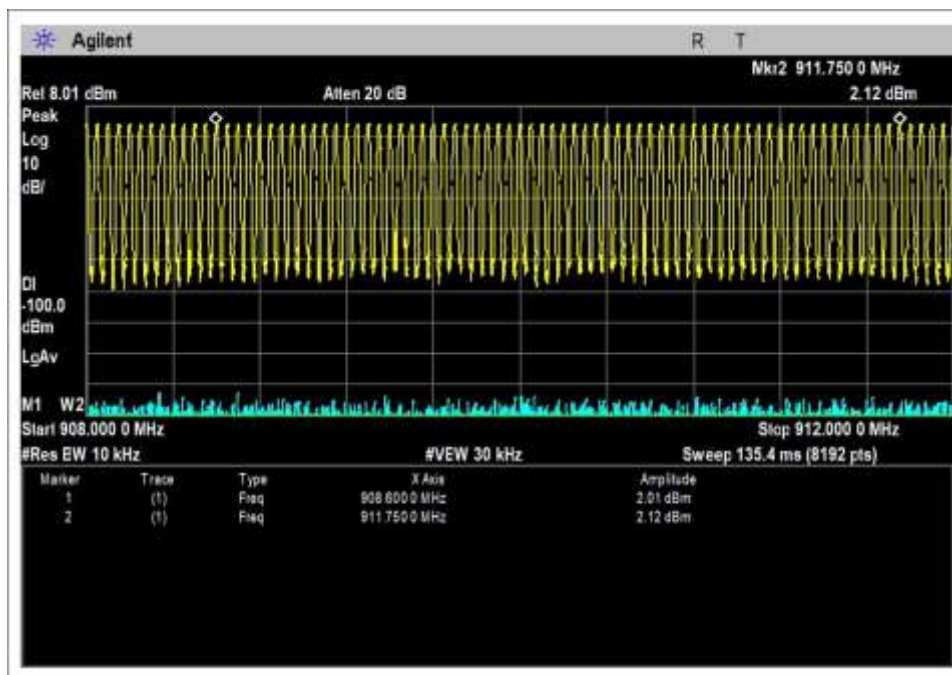 Agilent R T
Mkr2 911.750 0 MHz
Ref 8.01 dBm Atten 20 dB 2.12 dBm
Peak
Log
10
dB/
DI
-100.0
dBm
LgAv
M1 W2
Start 908.000 0 MHz Stop 912.000 0 MHz
#Res BW 10 kHz #VBW 30 kHz Sweep 135.4 ms (8192 pts)
Marker Trace Type X Axis Amplitude
1 (1) Freq 908.600 0 MHz 2.01 dBm
2 (1) Freq 911.750 0 MHz 2.12 dBm